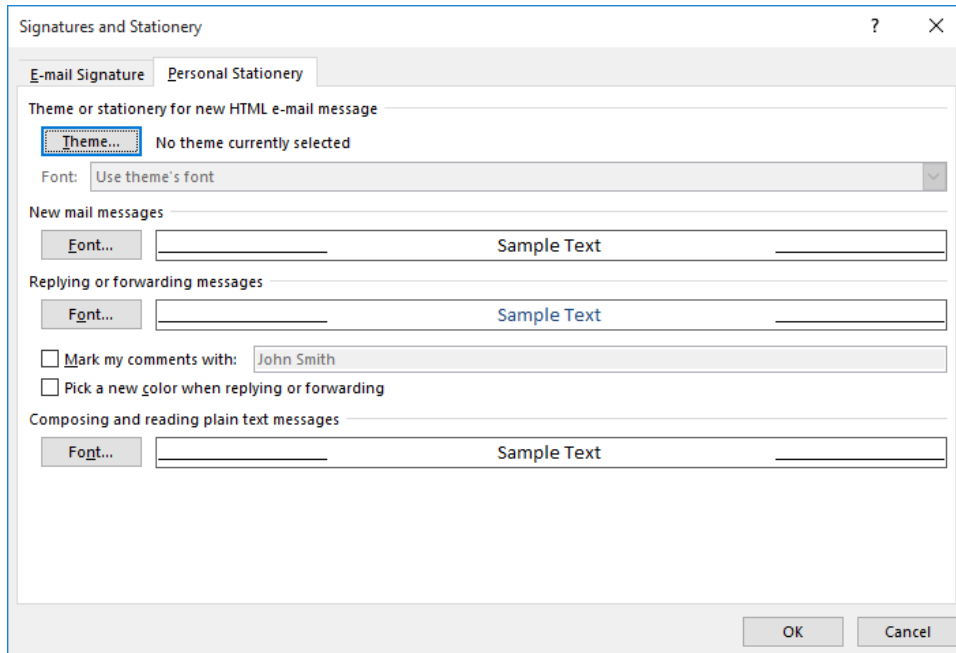 Signatures and Stationery ?
E-mail Signature Personal Stationery
Theme or stationery for new HTML e-mail message
Theme... No theme currently selected
Font: Use theme's font
New mail messages
Font... Sample Text
Replying or forwarding messages
Font... Sample Text
Mark my comments with: John Smith
Pick a new color when replying or forwarding
Composing and reading plain text messages
Font... Sample Text
OK Cancel